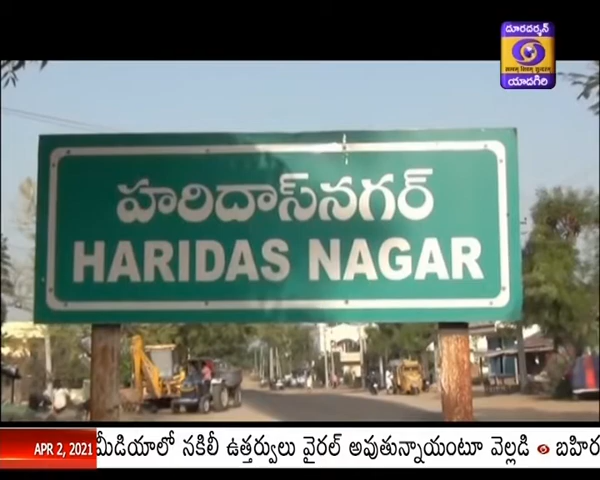 దూరదర్శన్
యాదగిరి
హరిదాస్‌నగర్
HARIDAS NAGAR
APR 2, 2021 మీడియాలో నకిలీ ఉత్తర్వులు వైరల్ అవుతున్నాయంటూ వెల్లడి బహిర